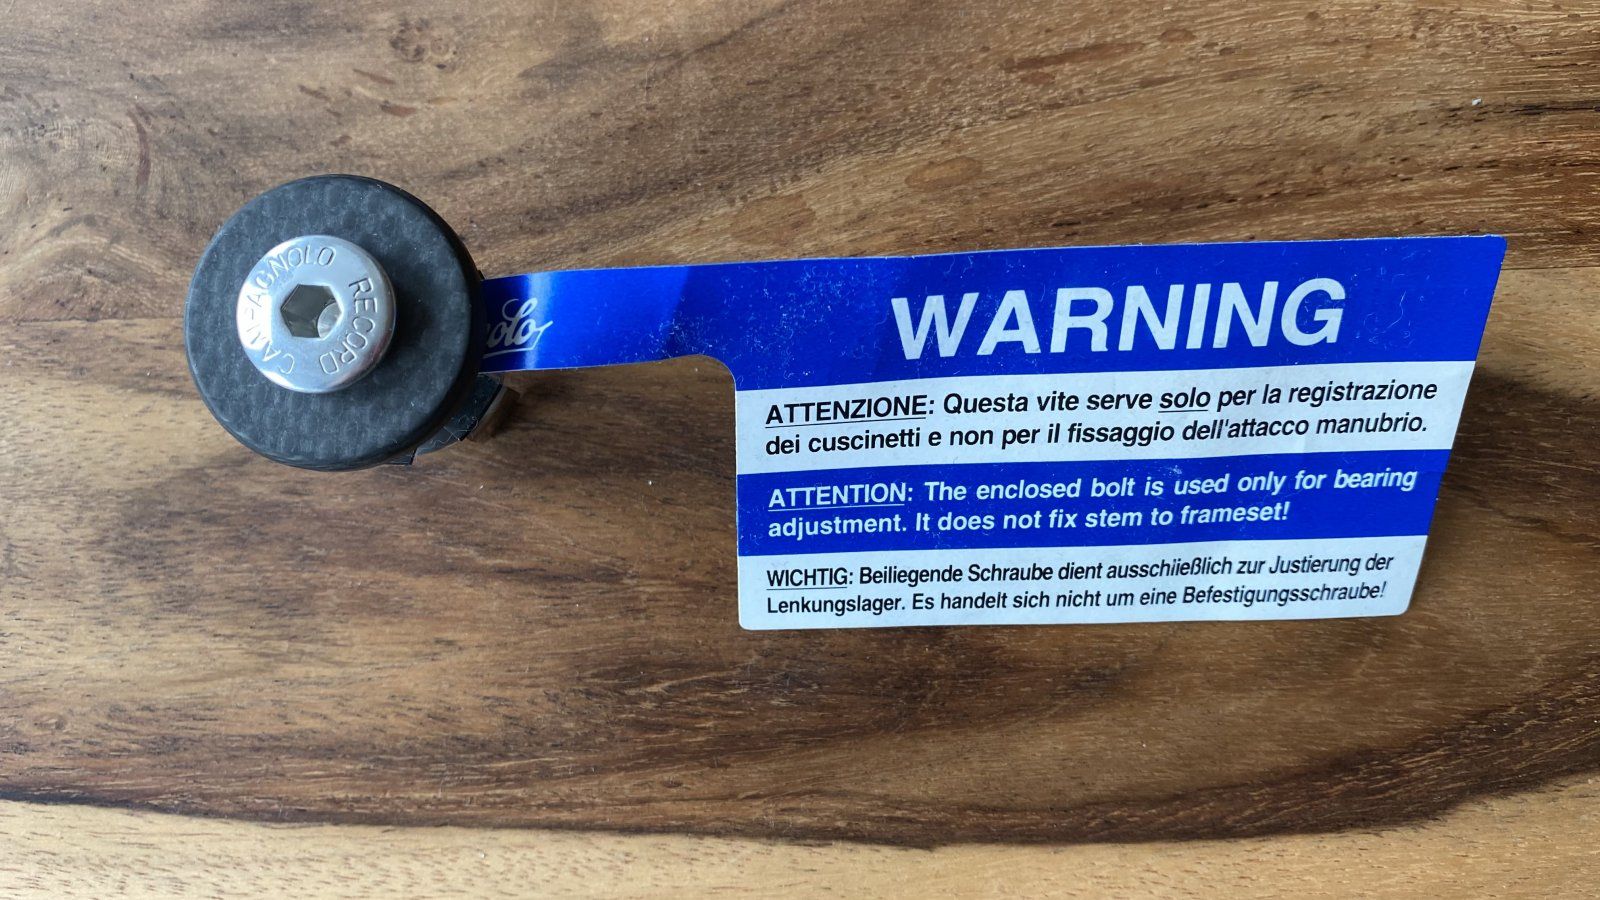 CAMPAGNOLO RECORD
nolo
WARNING
ATTENZIONE: Questa vite serve solo per la registrazione
dei cuscinetti e non per il fissaggio dell'attacco manubrio.
ATTENTION: The enclosed bolt is used only for bearing
adjustment. It does not fix stem to frameset!
WICHTIG: Beiliegende Schraube dient ausschiießlich zur Justierung der
Lenkungslager. Es handelt sich nicht um eine Befestigungsschraube!